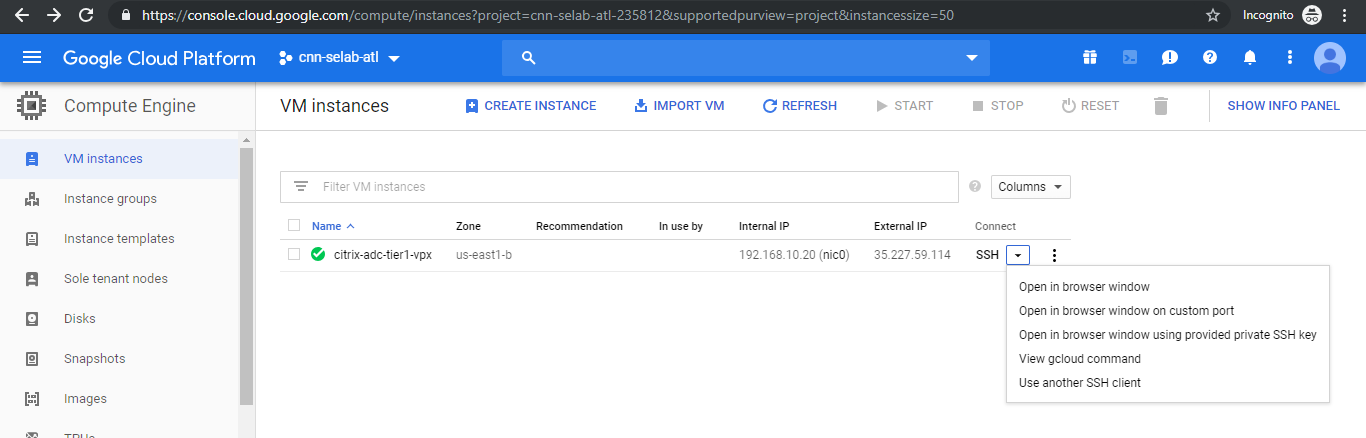 https://console.cloud.google.com/compute/instances?project=cnn-selab-atl-235812&supportedpurview=project&instancessize=50
Incognito
Google Cloud Platform
cnn-selab-atl
Compute Engine
VM instances
CREATE INSTANCE
IMPORT VM
REFRESH
START
STOP
RESET
SHOW INFO PANEL
VM instances
Instance groups
Instance templates
Sole tenant nodes
Disks
Snapshots
Images
Filter VM instances
Columns
Name Zone Recommendation In use by Internal IP External IP Connect
citrix-adc-tier1-vpx us-east1-b 192.168.10.20 (nic0) 35.227.59.114 SSH
Open in browser window
Open in browser window on custom port
Open in browser window using provided private SSH key
View gcloud command
Use another SSH client